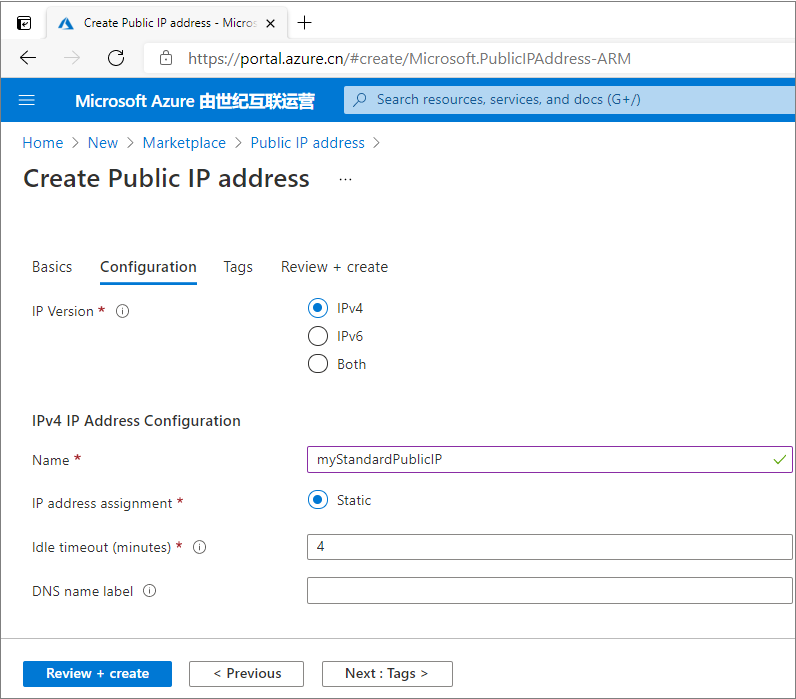 Create Public IP address - Micros
https://portal.azure.cn/#create/Microsoft.PublicIPAddress-ARM
Microsoft Azure 由世纪互联运营 Search resources, services, and docs (G+/)
Home > New > Marketplace > Public IP address >
Create Public IP address ...
Basics Configuration Tags Review + create
IP Version * IPv4
IPv6
Both
IPv4 IP Address Configuration
Name * myStandardPublicIP
IP address assignment * Static
Idle timeout (minutes) * 4
DNS name label
Review + create < Previous Next : Tags >